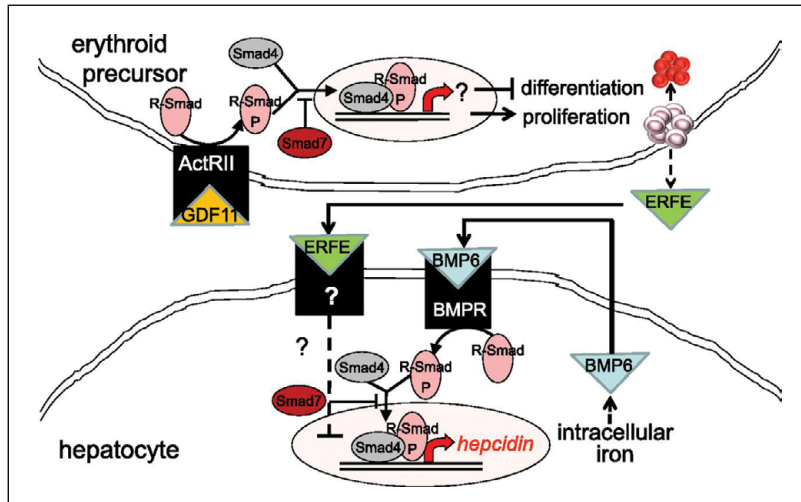 erythroid
precursor
Smad4
R-Smad
R-Smad
P
Smad7
R-Smad
Smad4
P
?
differentiation
proliferation
ActRII
GDF11
ERFE
ERFE
?
BMP6
BMPR
?
Smad4
R-Smad
P
R-Smad
BMP6
Smad7
R-Smad
Smad4
P
hepcidin
intracellular
iron
hepatocyte